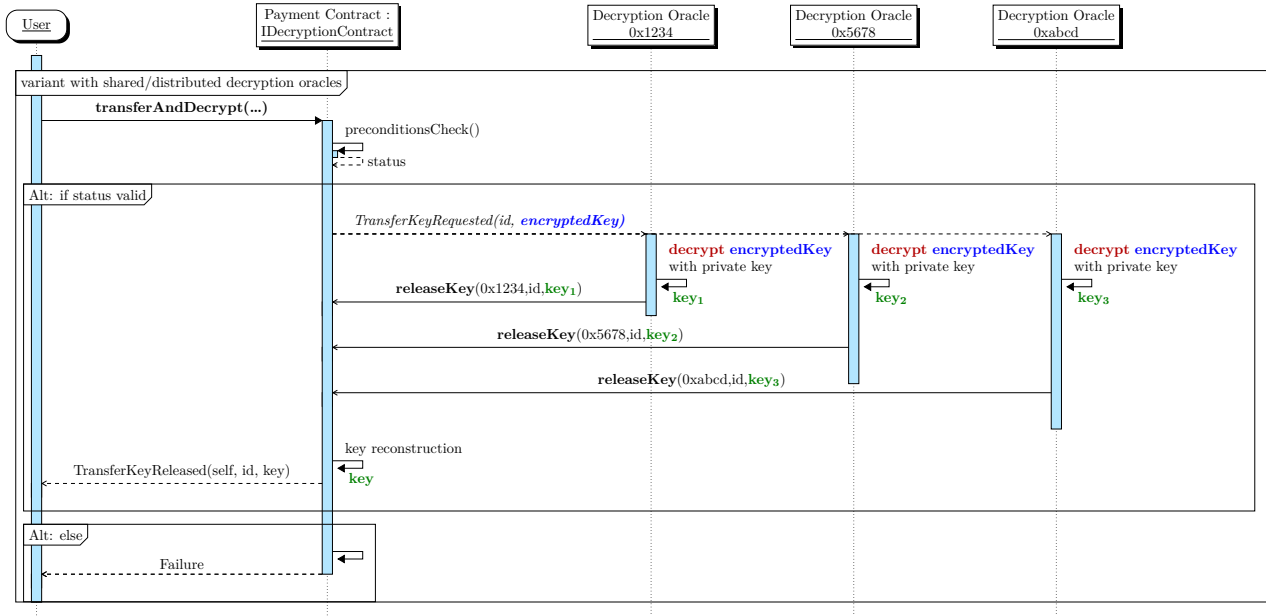 User
Payment Contract :
IDecryptionContract
Decryption Oracle
0x1234
Decryption Oracle
0x5678
Decryption Oracle
0xabcd
variant with shared/distributed decryption oracles
transferAndDecrypt(...)
preconditionsCheck()
status
Alt: if status valid
TransferKeyRequested(id, encryptedKey)
decrypt encryptedKey
with private key
key₁
decrypt encryptedKey
with private key
key₂
decrypt encryptedKey
with private key
key₃
releaseKey(0x1234,id,key₁)
releaseKey(0x5678,id,key₂)
releaseKey(0xabcd,id,key₃)
key reconstruction
key
TransferKeyReleased(self, id, key)
Alt: else
Failure